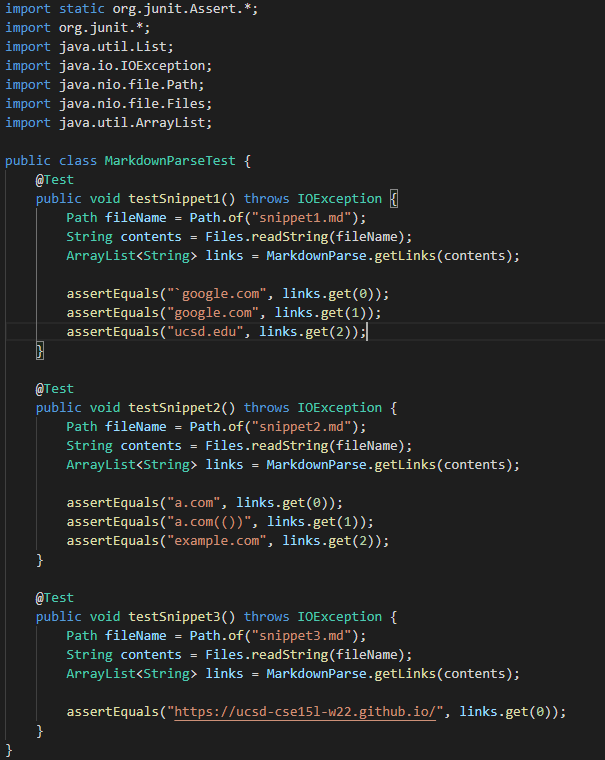 import static org.junit.Assert.*;
import org.junit.*;
import java.util.List;
import java.io.IOException;
import java.nio.file.Path;
import java.nio.file.Files;
import java.util.ArrayList;

public class MarkdownParseTest {
    @Test
    public void testSnippet1() throws IOException {
        Path fileName = Path.of("snippet1.md");
        String contents = Files.readString(fileName);
        ArrayList<String> links = MarkdownParse.getLinks(contents);

        assertEquals("`google.com", links.get(0));
        assertEquals("google.com", links.get(1));
        assertEquals("ucsd.edu", links.get(2));
    }

    @Test
    public void testSnippet2() throws IOException {
        Path fileName = Path.of("snippet2.md");
        String contents = Files.readString(fileName);
        ArrayList<String> links = MarkdownParse.getLinks(contents);

        assertEquals("a.com", links.get(0));
        assertEquals("a.com(())", links.get(1));
        assertEquals("example.com", links.get(2));
    }

    @Test
    public void testSnippet3() throws IOException {
        Path fileName = Path.of("snippet3.md");
        String contents = Files.readString(fileName);
        ArrayList<String> links = MarkdownParse.getLinks(contents);

        assertEquals("https://ucsd-cse15l-w22.github.io/", links.get(0));
    }
}